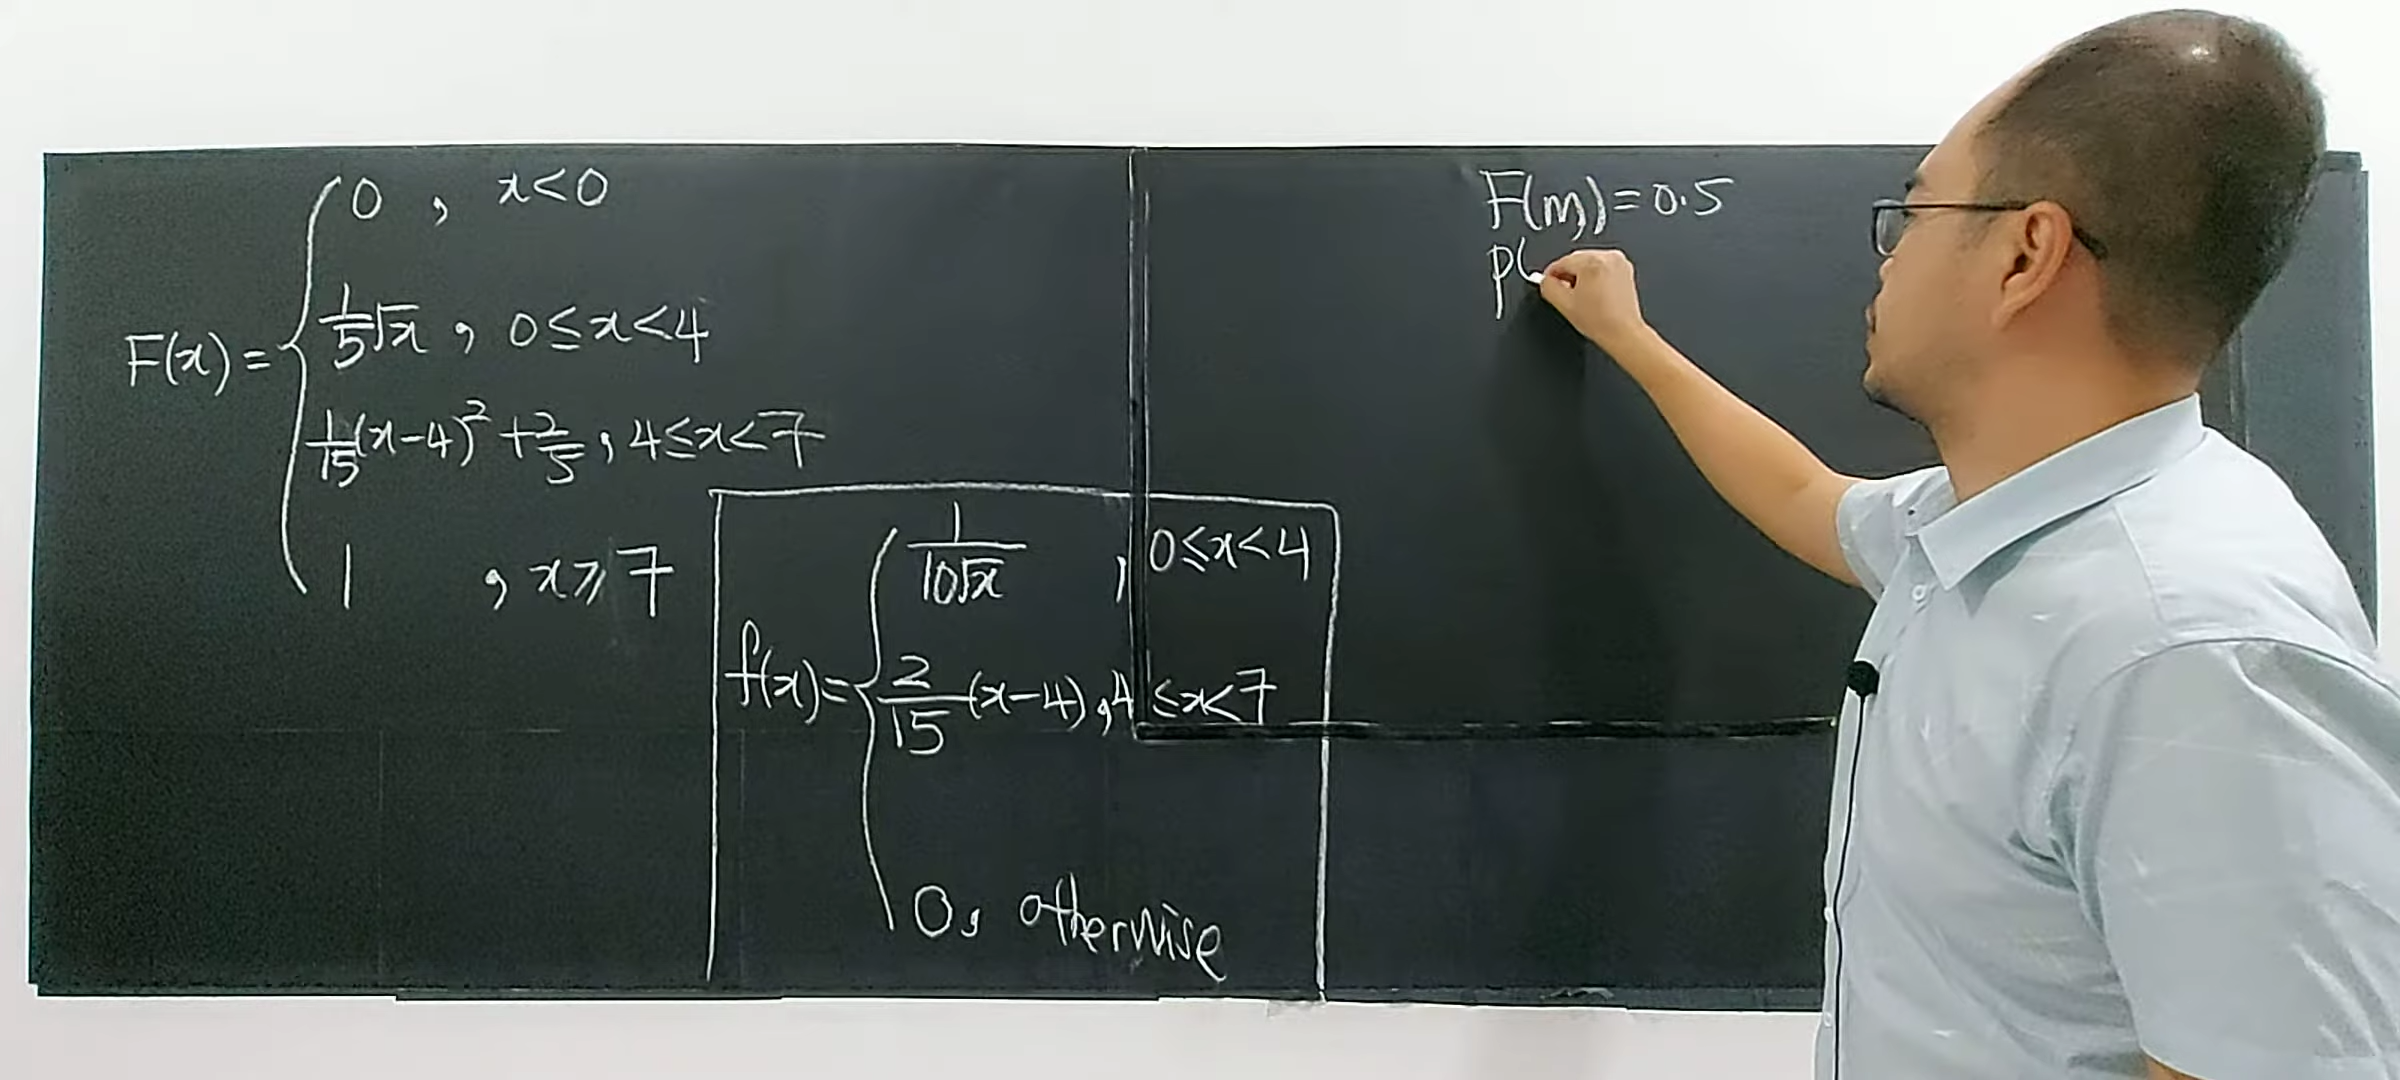 F(x) = { 0 , x<0
1/5 √x , 0≤x<4
1/15 (x-4)² + 2/5 , 4≤x<7
1 , x≥7
f(x) = { 1/(10√x) , 0≤x<4
2/15 (x-4) , 4≤x<7
0, otherwise
F(m) = 0.5
P(